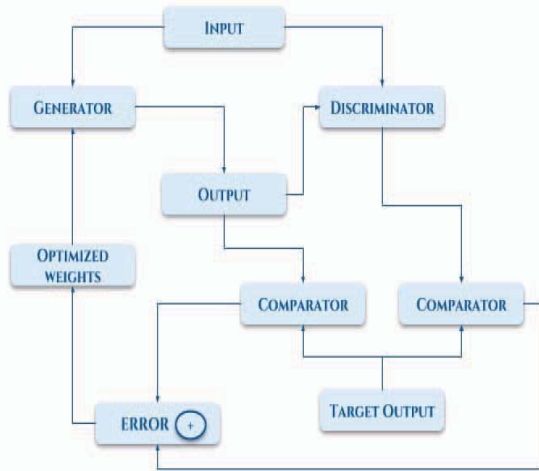 INPUT
GENERATOR
DISCRIMINATOR
OUTPUT
OPTIMIZED
WEIGHTS
COMPARATOR
COMPARATOR
TARGET OUTPUT
ERROR +